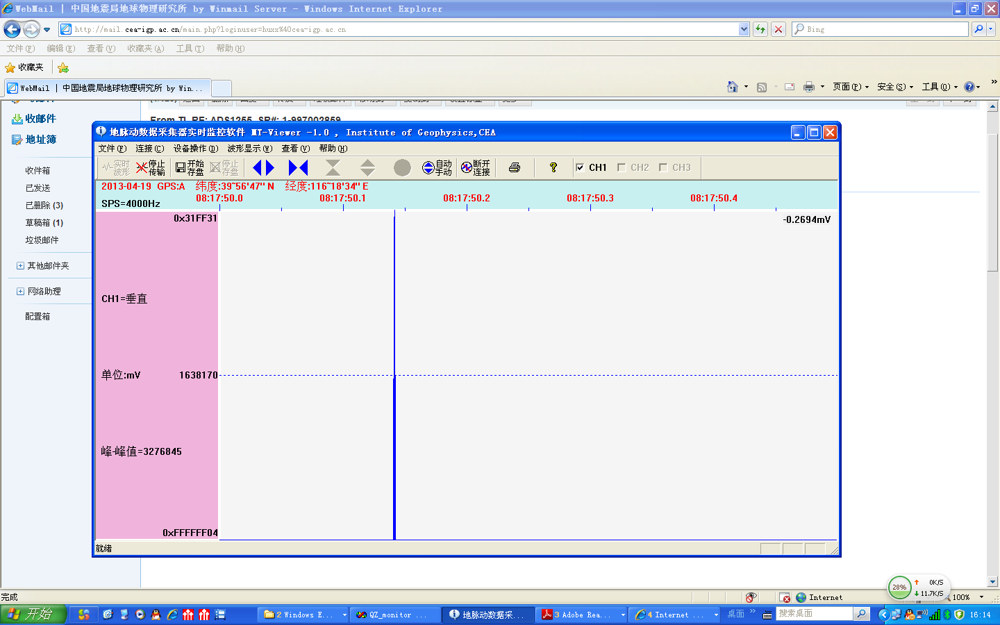 WebMail | 中国地震局地球物理研究所 by Winmail Server - Windows Internet Explorer
http://mail.cea-igp.ac.cn/main.php?loginuser=huxx%40cea-igp.ac.cn
Bing
文件(F) 编辑(E) 查看(V) 收藏夹(A) 工具(T) 帮助(H)
收藏夹
WebMail | 中国地震局地球物理研究所 by Win...
页面(P) 安全(S) 工具(O)
收邮件
From TI, RE: ADS1255, SR#: 1-997002859
地址簿
收件箱
已发送
已删除 (3)
草稿箱 (1)
垃圾邮件
其他邮件夹
网络助理
配置箱
地脉动数据采集器实时监控软件 MT-Viewer -1.0 , Institute of Geophysics,CEA
文件(F) 连接(C) 设备操作(D) 波形显示(W) 查看(V) 帮助(H)
实时波形 停止传输 开始存盘 停止存盘 自动手动 断开连接 ? CH1 CH2 CH3
2013-04-19 GPS:A 纬度:39~56'47"N 经度:116~18'34"E
08:17:50.0 08:17:50.1 08:17:50.2 08:17:50.3 08:17:50.4
SPS=4000Hz
0x31FF31
-0.2694mV
CH1=垂直
单位:mV 1638170
峰-峰值=3276845
0xFFFFFF04
就绪
28% 0K/S
11.7K/S
完成
Internet
100%
开始
2 Windows E...
QZ_monitor ...
地脉动数据采...
3 Adobe Rea...
4 Internet ...
桌面
搜索桌面
16:14